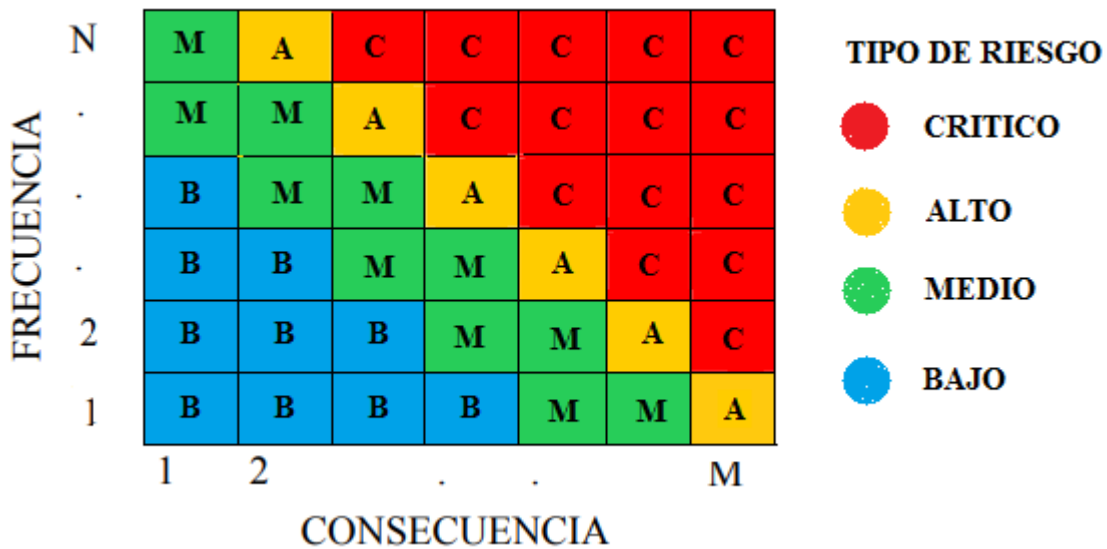 N M A C C C C C
. M M A C C C C
. B M M A C C C
. B B M M A C C
2 B B B M M A C
1 B B B B M M A
1 2 . . M
FRECUENCIA
CONSECUENCIA
TIPO DE RIESGO
CRITICO
ALTO
MEDIO
BAJO